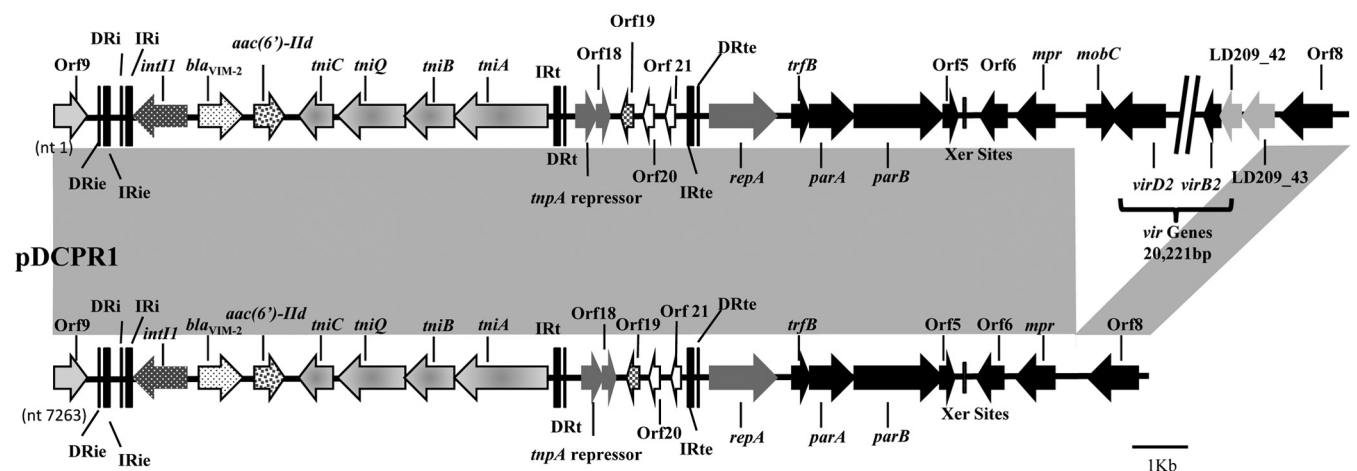 Orf19
DRi IRi aac(6')-IId Orf18 DRte
Orf9 intI1 blaVIM-2 tniC tniQ tniB tniA IRt Orf 21 trfB Orf5 Orf6 mpr mobC LD209_42 Orf8
(nt 1)
DRie IRie DRt tnpA repressor Orf20 IRte repA parA parB Xer Sites virD2 virB2 LD209_43
vir Genes
20,221bp
pDCPR1
DRi IRi aac(6')-IId Orf18 Orf 21 DRte
Orf9 intI1 blaVIM-2 tniC tniQ tniB tniA IRt Orf19 trfB Orf5 Orf6 mpr Orf8
(nt 7263)
DRie IRie DRt tnpA repressor Orf20 IRte repA parA parB Xer Sites
1Kb